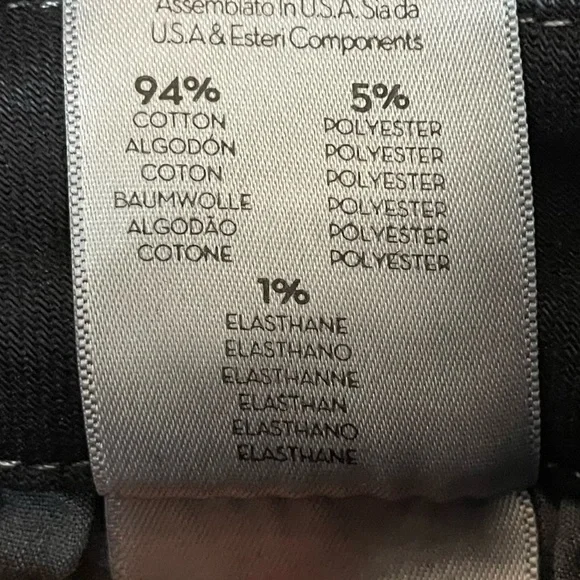 Assemblato In U.S.A. Sia da
U.S.A & Esteri Components
94%
COTTON
ALGODÓN
COTON
BAUMWOLLE
ALGODÃO
COTONE
5%
POLYESTER
POLYESTER
POLYESTER
POLYESTER
POLYESTER
POLYESTER
1%
ELASTHANE
ELASTHANO
ELASTHANNE
ELASTHAN
ELASTHANO
ELASTHANE